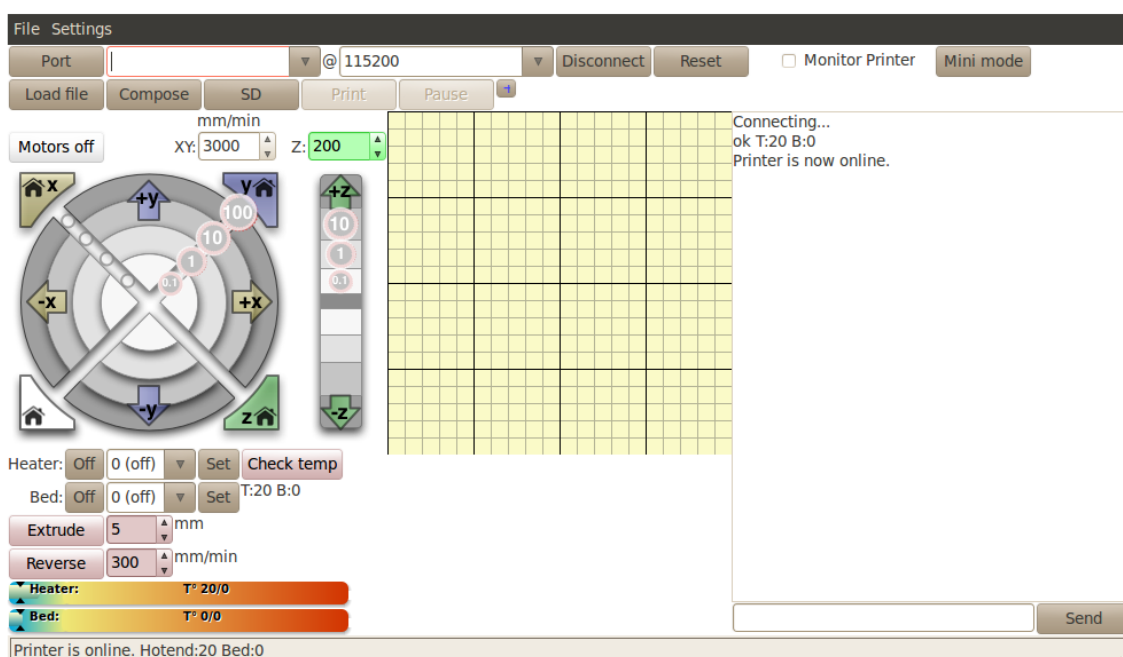 File Settings
Port @ 115200 Disconnect Reset Monitor Printer Mini mode
Load file Compose SD Print Pause
mm/min
Motors off XY: 3000 Z: 200
x +y y +z
100
10 10
1 1
0.1 0.1
-x +x
-y z -z
Heater: Off 0 (off) Set Check temp
Bed: Off 0 (off) Set T:20 B:0
Extrude 5 mm
Reverse 300 mm/min
Heater: T° 20/0
Bed: T° 0/0
Connecting...
ok T:20 B:0
Printer is now online.
Send
Printer is online. Hotend:20 Bed:0